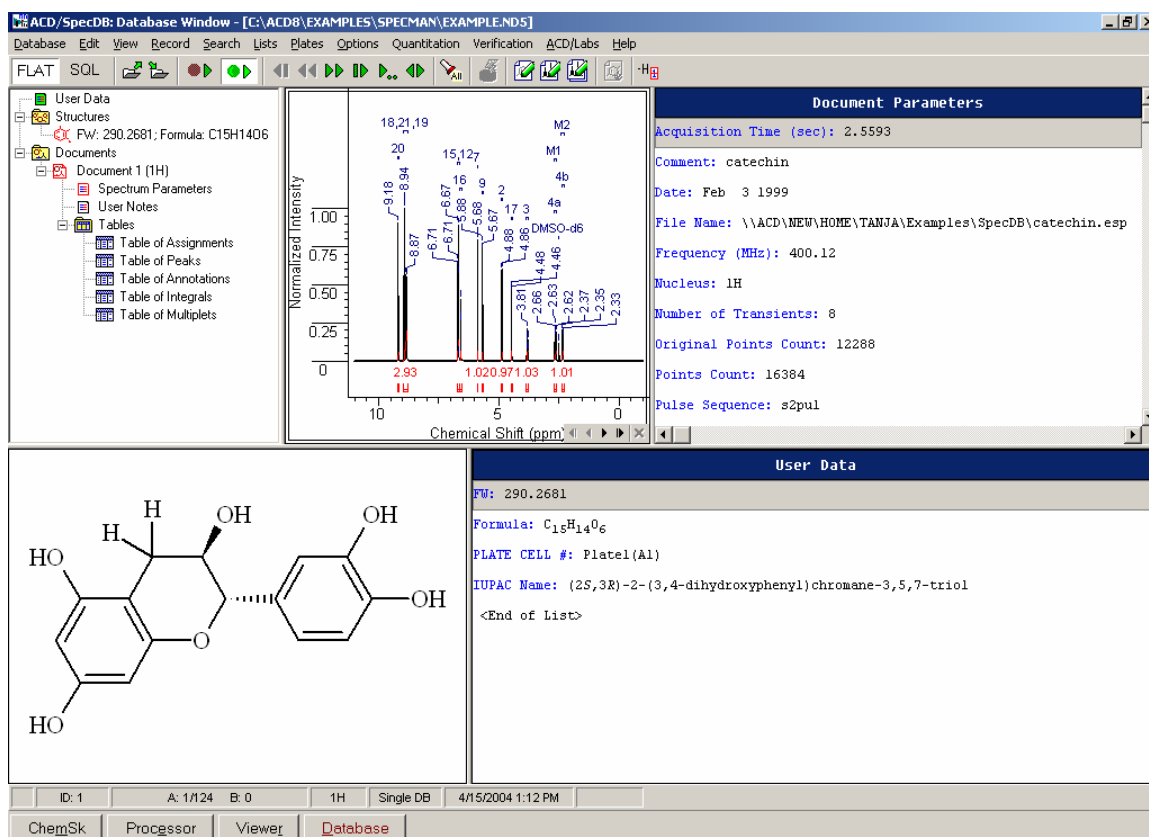 ACD/SpecDB: Database Window - [C:\ACD8\EXAMPLES\SPECMAN\EXAMPLE.ND5]
Database Edit View Record Search Lists Plates Options Quantitation Verification ACD/Labs Help
FLAT SQL All -H
User Data
Structures
FW: 290.2681; Formula: C15H14O6
Documents
Document 1 (1H)
Spectrum Parameters
User Notes
Tables
Table of Assignments
Table of Peaks
Table of Annotations
Table of Integrals
Table of Multiplets
18,21,19 M2
20 15,12 7 M1
16 9 2 4b
17 3 4a
DMSO-d6
9.18 8.94 8.87 6.71 6.71 6.67 5.88 5.68 5.67 4.88 4.86 4.48 4.46 3.81 2.66 2.63 2.62 2.37 2.35 2.33
Normalized Intensity
1.00
0.75
0.50
0.25
0
2.93 1.02 0.97 1.03 1.01
10 5 0
Chemical Shift (ppm)
Document Parameters
Acquisition Time (sec): 2.5593
Comment: catechin
Date: Feb 3 1999
File Name: \\ACD\NEW\HOME\TANJA\Examples\SpecDB\catechin.esp
Frequency (MHz): 400.12
Nucleus: 1H
Number of Transients: 8
Original Points Count: 12288
Points Count: 16384
Pulse Sequence: s2pul
H
H OH OH
HO
OH
O
HO
User Data
FW: 290.2681
Formula: C15H14O6
PLATE CELL #: Plate1(A1)
IUPAC Name: (2S,3R)-2-(3,4-dihydroxyphenyl)chromane-3,5,7-triol
<End of List>
ID: 1 A: 1/124 B: 0 1H Single DB 4/15/2004 1:12 PM
ChemSk Processor Viewer Database